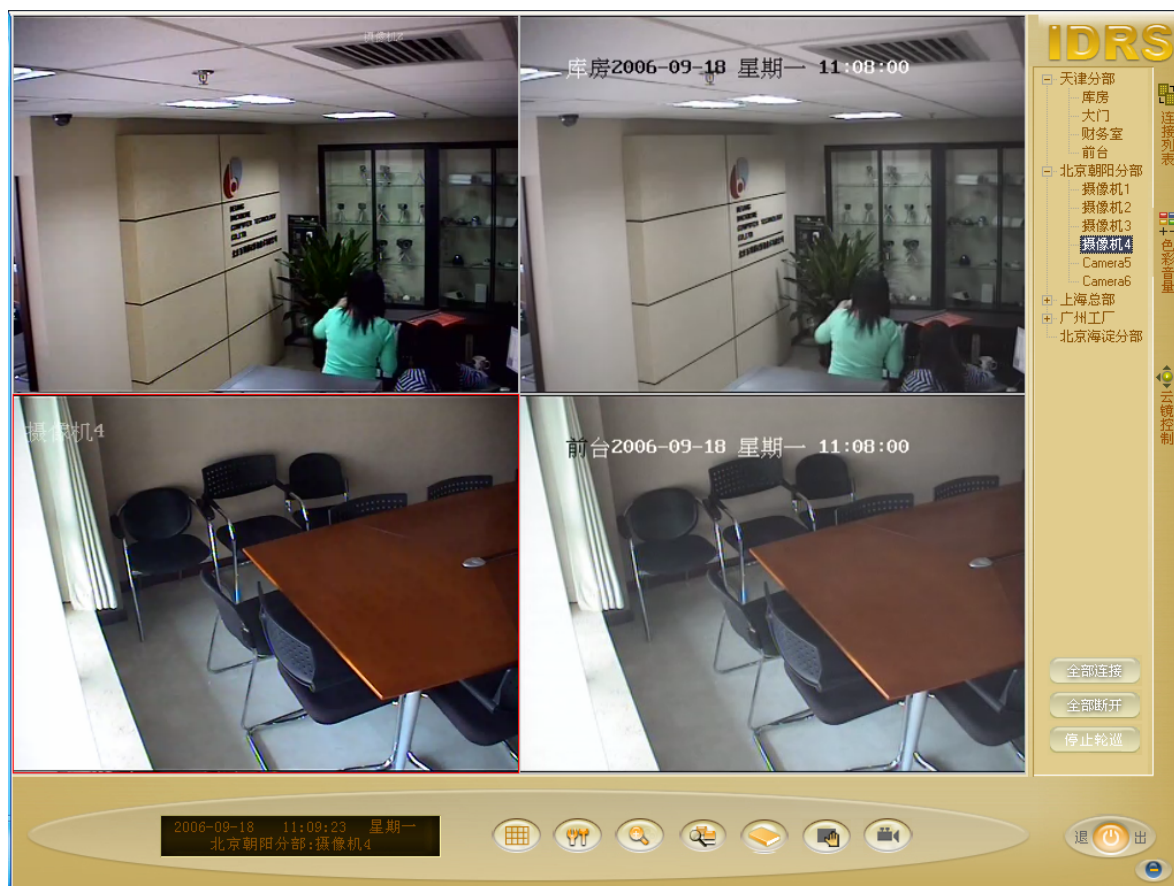 摄像机2
库房2006-09-18 星期一 11:08:00
摄像机4
前台2006-09-18 星期一 11:08:00
IDRS
天津分部
库房
大门
财务室
前台
北京朝阳分部
摄像机1
摄像机2
摄像机3
摄像机4
Camera5
Camera6
上海总部
广州工厂
北京海淀分部
连接列表
色彩音量
云镜控制
全部连接
全部断开
停止轮巡
2006-09-18 11:09:23 星期一
北京朝阳分部:摄像机4
退 出